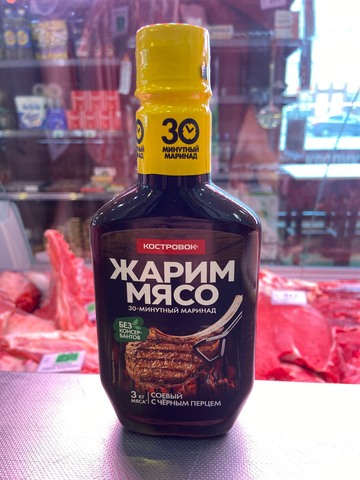 30
МИНУТНЫЙ
МАРИНАД
КОСТРОВОК
ЖАРИМ
МЯСО
30-МИНУТНЫЙ МАРИНАД
БЕЗ
КОНСЕР-
ВАНТОВ
3 КГ
МЯСА*
СОЕВЫЙ
С ЧЁРНЫМ ПЕРЦЕМ